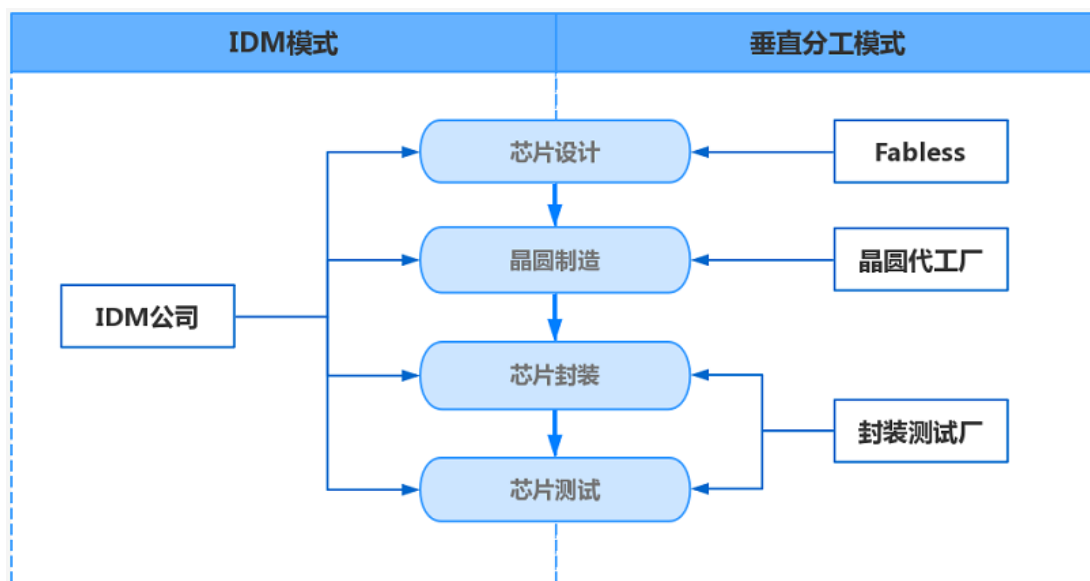 IDM模式
垂直分工模式
芯片设计
Fabless
晶圆制造
晶圆代工厂
IDM公司
芯片封装
封装测试厂
芯片测试